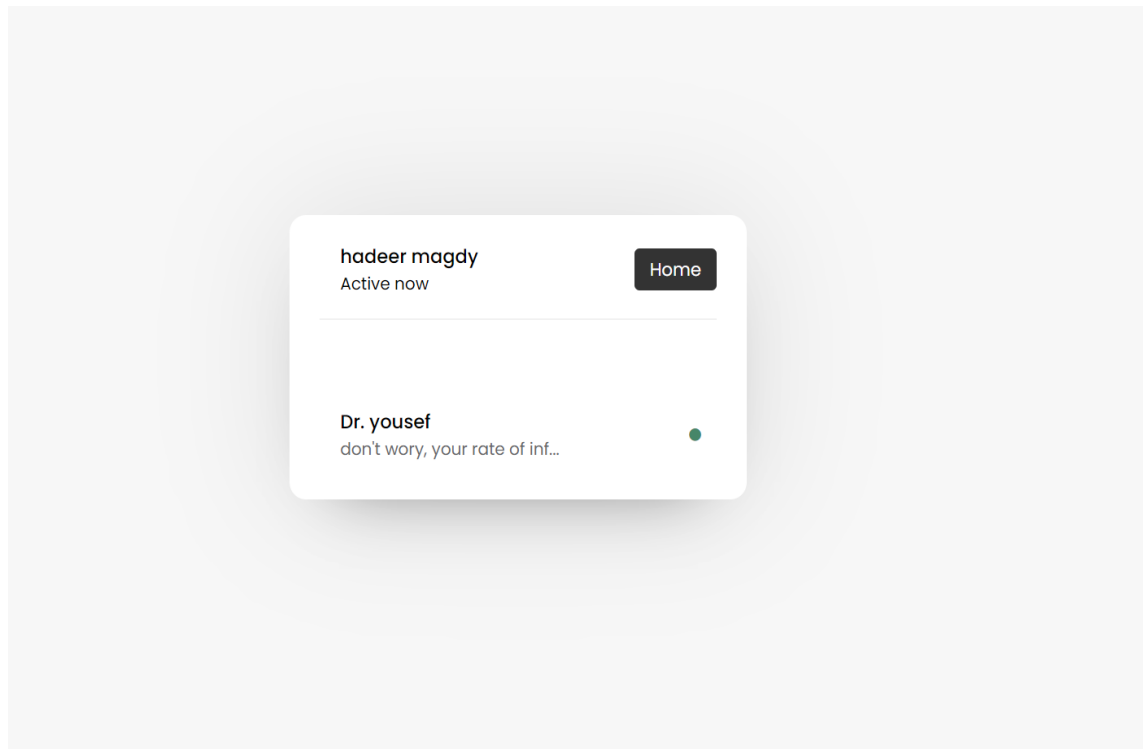 hadeer magdy
Active now
Home
Dr. yousef
don't wory, your rate of inf...